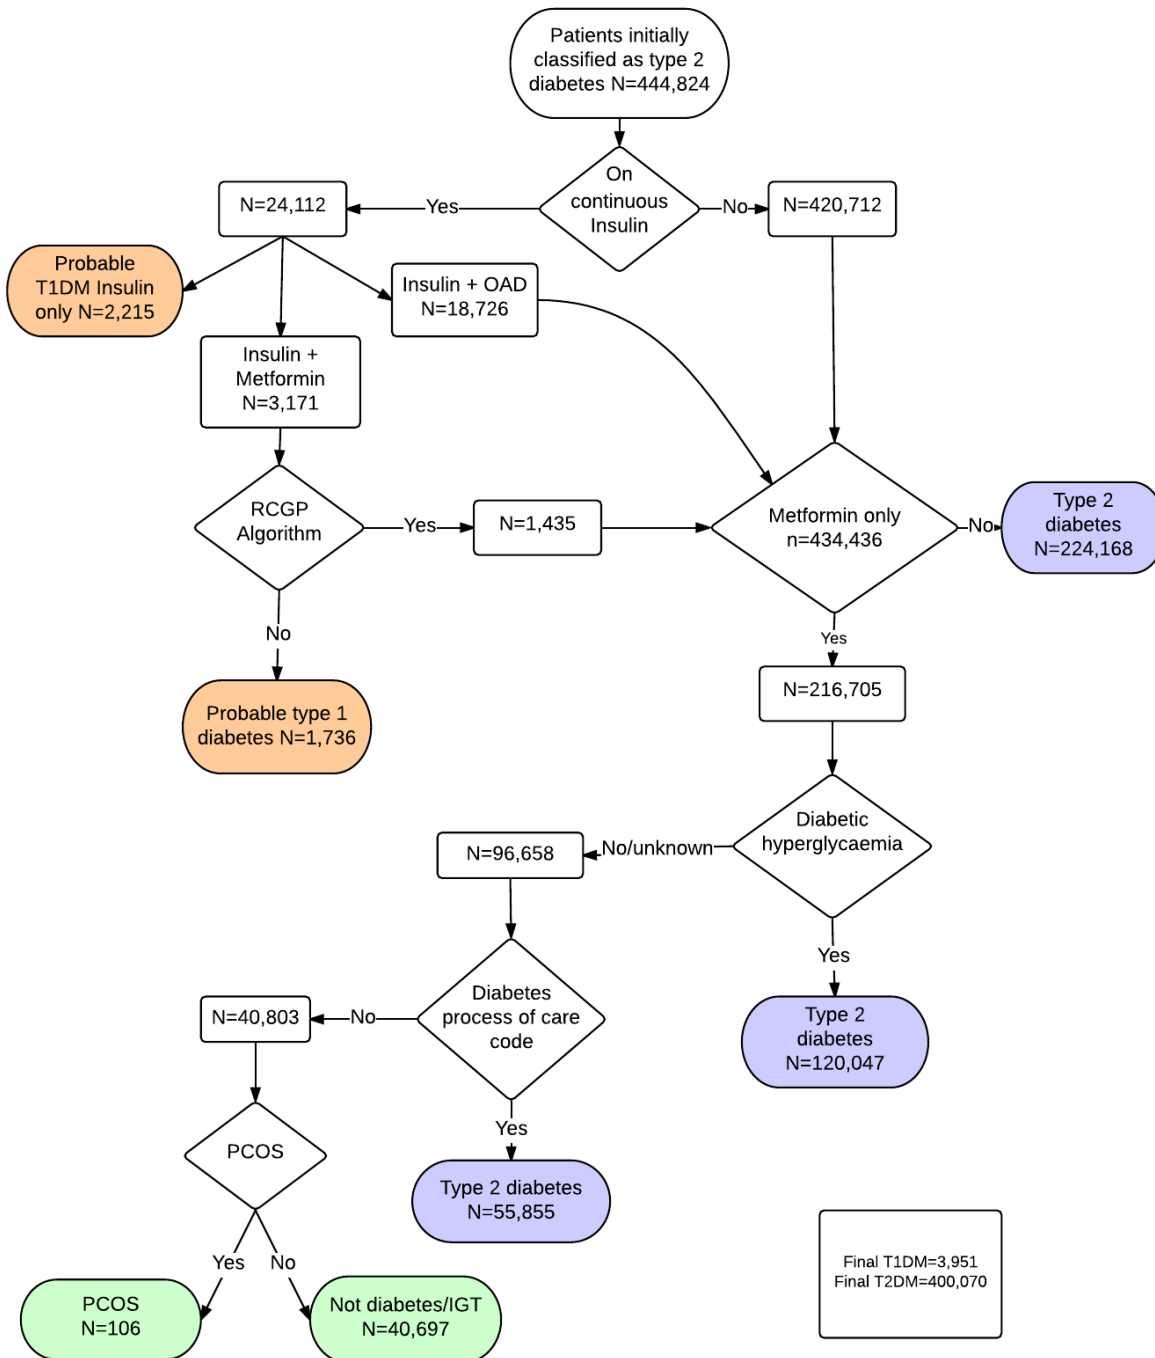 Patients initially
classified as type 2
diabetes N=444,824
On
continuous
Insulin
Yes
No
N=24,112
N=420,712
Probable
T1DM Insulin
only N=2,215
Insulin + OAD
N=18,726
Insulin +
Metformin
N=3,171
RCGP
Algorithm
Yes
N=1,435
Metformin only
n=434,436
No
Type 2
diabetes
N=224,168
No
Yes
Probable type 1
diabetes N=1,736
N=216,705
Diabetic
hyperglycaemia
No/unknown
N=96,658
Yes
Type 2
diabetes
N=120,047
Diabetes
process of care
code
No
N=40,803
Yes
Type 2 diabetes
N=55,855
PCOS
Yes
No
PCOS
N=106
Not diabetes/IGT
N=40,697
Final T1DM=3,951
Final T2DM=400,070